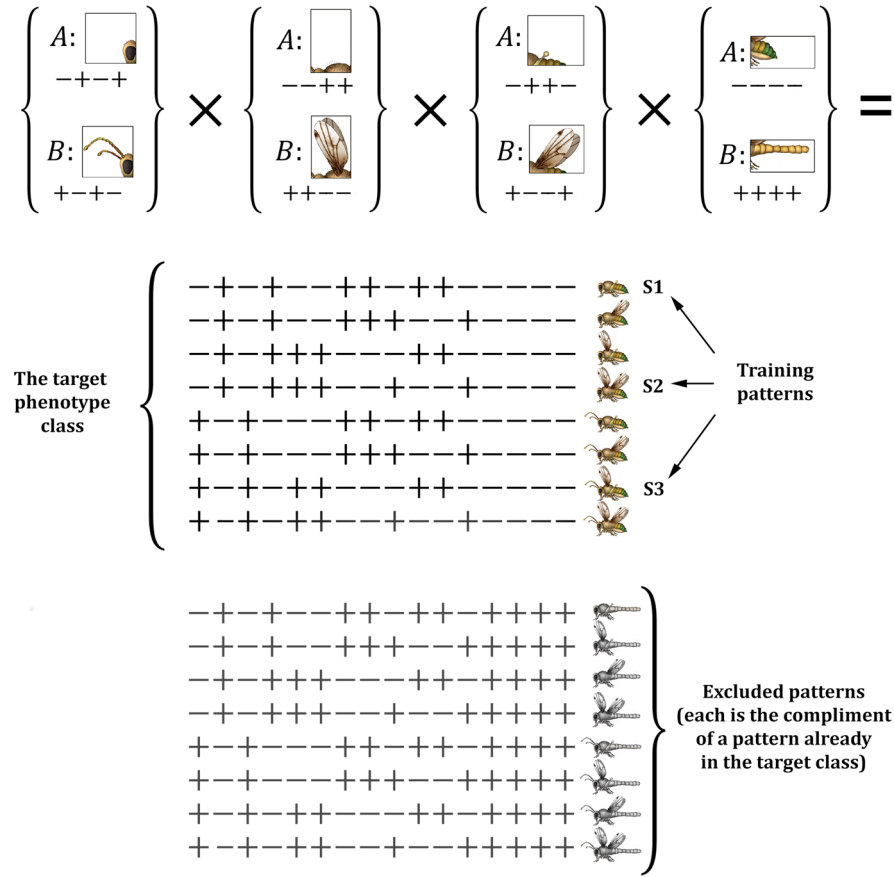 A: A: A: A:
−+−+ −−++ −++− −−−−
× × × =
B: B: B: B:
+−+− ++−− +−−+ ++++
−+−+−−++−++−−−−− S1
−+−+−−+++−−+−−−−
−+−+++−−−++−−−−−
−+−+++−−+−−+−−−− S2
+−+−−−++−++−−−−−
+−+−−−+++−−+−−−−
+−+−++−−−++−−−−− S3
+−+−++−−+−−+−−−−
The target
phenotype
class
Training
patterns
−+−+−−++−++−++++
−+−+−−+++−−+++++
−+−+++−−−++−++++
−+−+++−−+−−+++++
+−+−−−++−++−++++
+−+−−−+++−−+++++
+−+−++−−−++−++++
+−+−++−−+−−+++++
Excluded patterns
(each is the compliment
of a pattern already
in the target class)